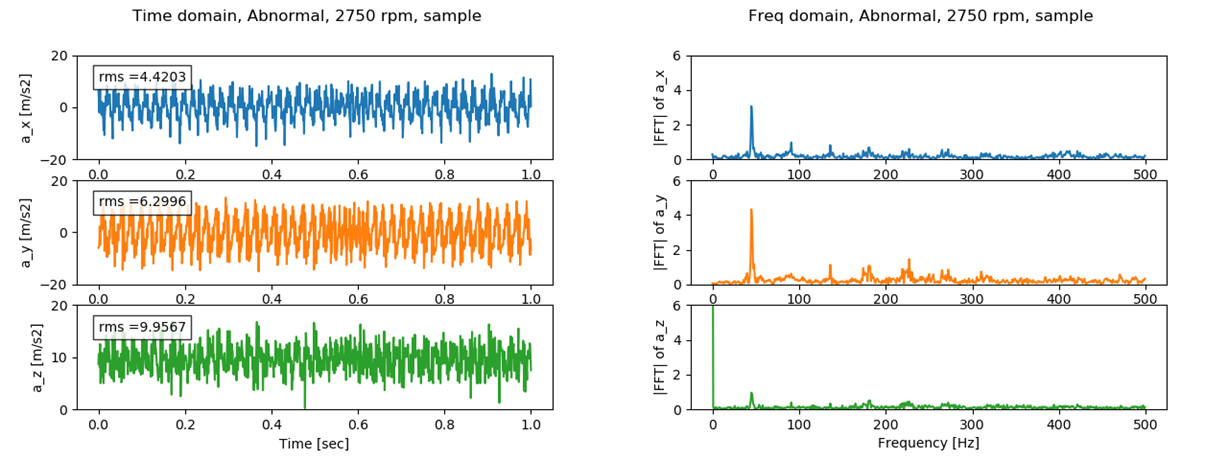 Time domain, Abnormal, 2750 rpm, sample
20
0
−20
a_x [m/s2]
rms =4.4203
0.0 0.2 0.4 0.6 0.8 1.0
20
0
−20
a_y [m/s2]
rms =6.2996
0.0 0.2 0.4 0.6 0.8 1.0
20
10
0
a_z [m/s2]
rms =9.9567
0.0 0.2 0.4 0.6 0.8 1.0
Time [sec]
Freq domain, Abnormal, 2750 rpm, sample
6
4
2
0
|FFT| of a_x
0 100 200 300 400 500
6
4
2
0
|FFT| of a_y
0 100 200 300 400 500
6
4
2
0
|FFT| of a_z
0 100 200 300 400 500
Frequency [Hz]